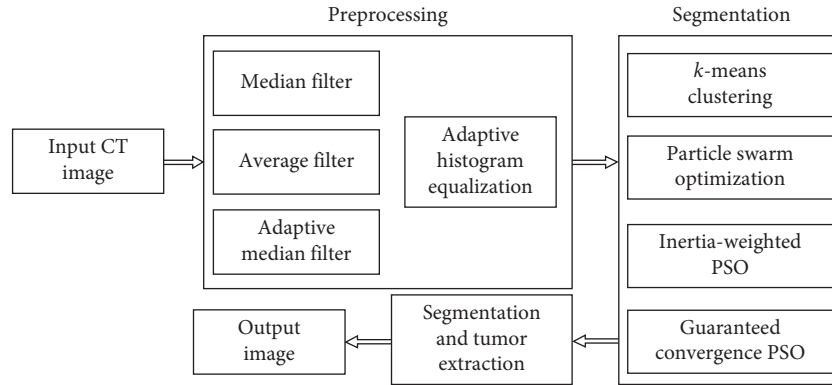 Preprocessing
Segmentation
Median filter
Average filter
Adaptive
median filter
Adaptive
histogram
equalization
Input CT
image
k-means
clustering
Particle swarm
optimization
Inertia-weighted
PSO
Guaranteed
convergence PSO
Segmentation
and tumor
extraction
Output
image